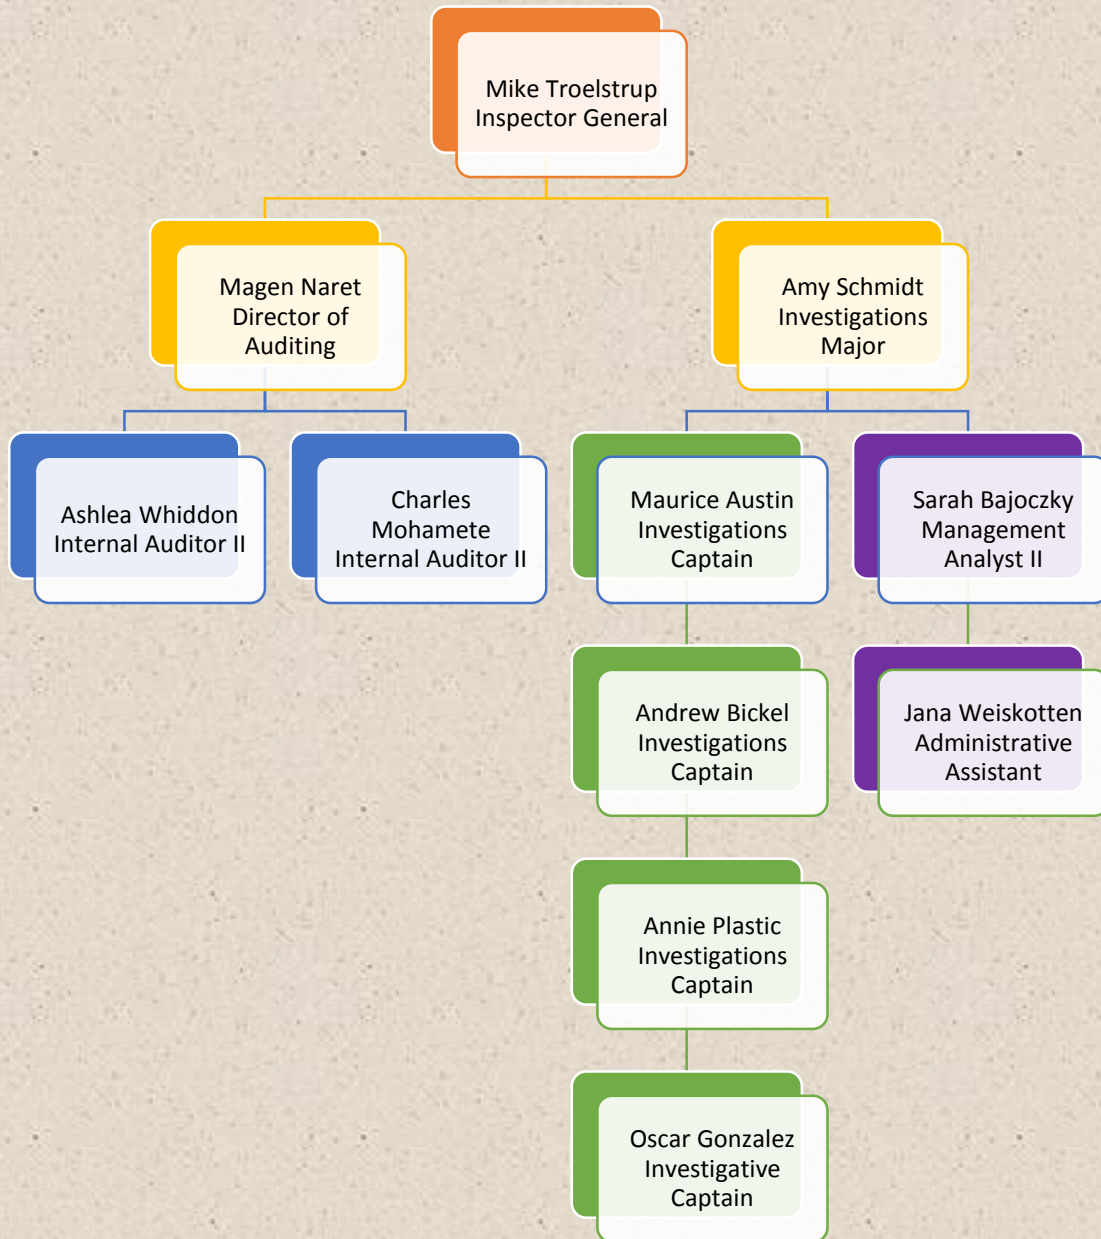 Mike Troelstrup
Inspector General
Magen Naret
Director of
Auditing
Amy Schmidt
Investigations
Major
Ashlea Whiddon
Internal Auditor II
Charles
Mohamete
Internal Auditor II
Maurice Austin
Investigations
Captain
Sarah Bajoczky
Management
Analyst II
Andrew Bickel
Investigations
Captain
Jana Weiskotten
Administrative
Assistant
Annie Plastic
Investigations
Captain
Oscar Gonzalez
Investigative
Captain